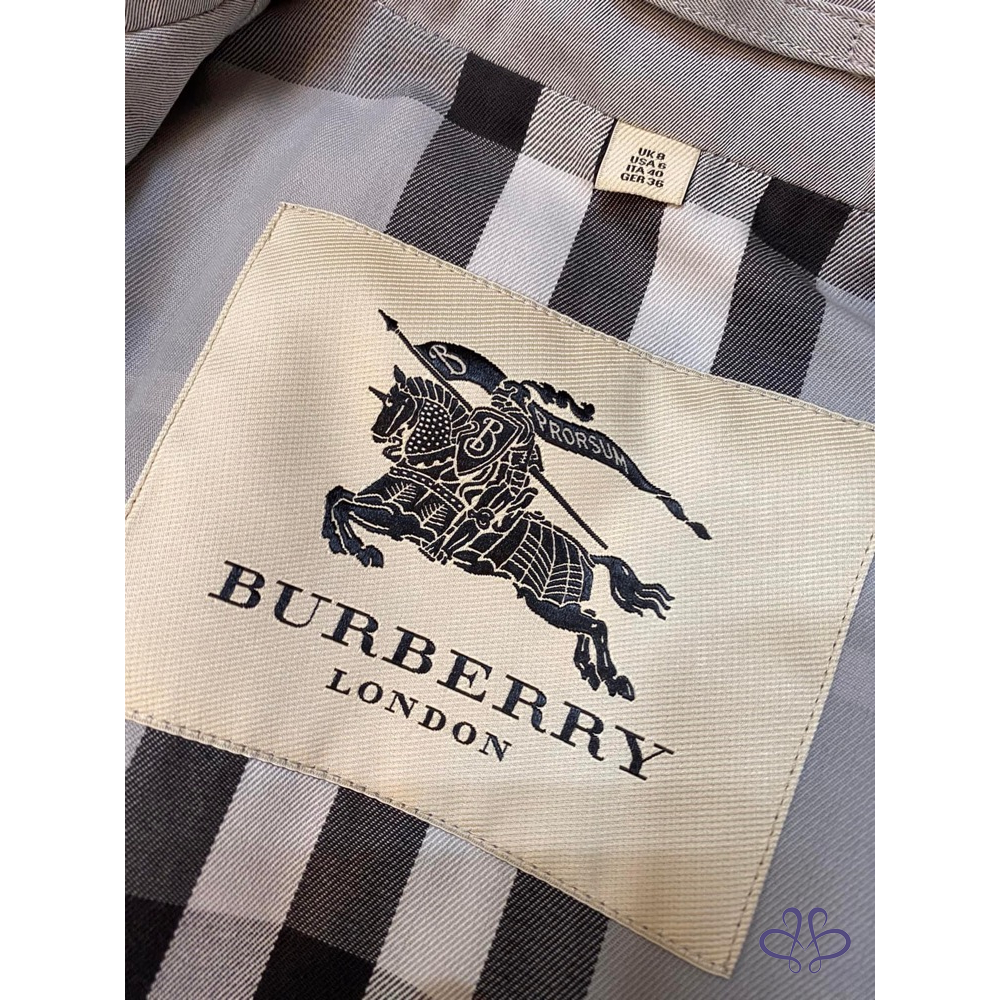 UK 8
USA 6
ITA 40
GER 36
B
PRORSUM
B
BURBERRY
LONDON